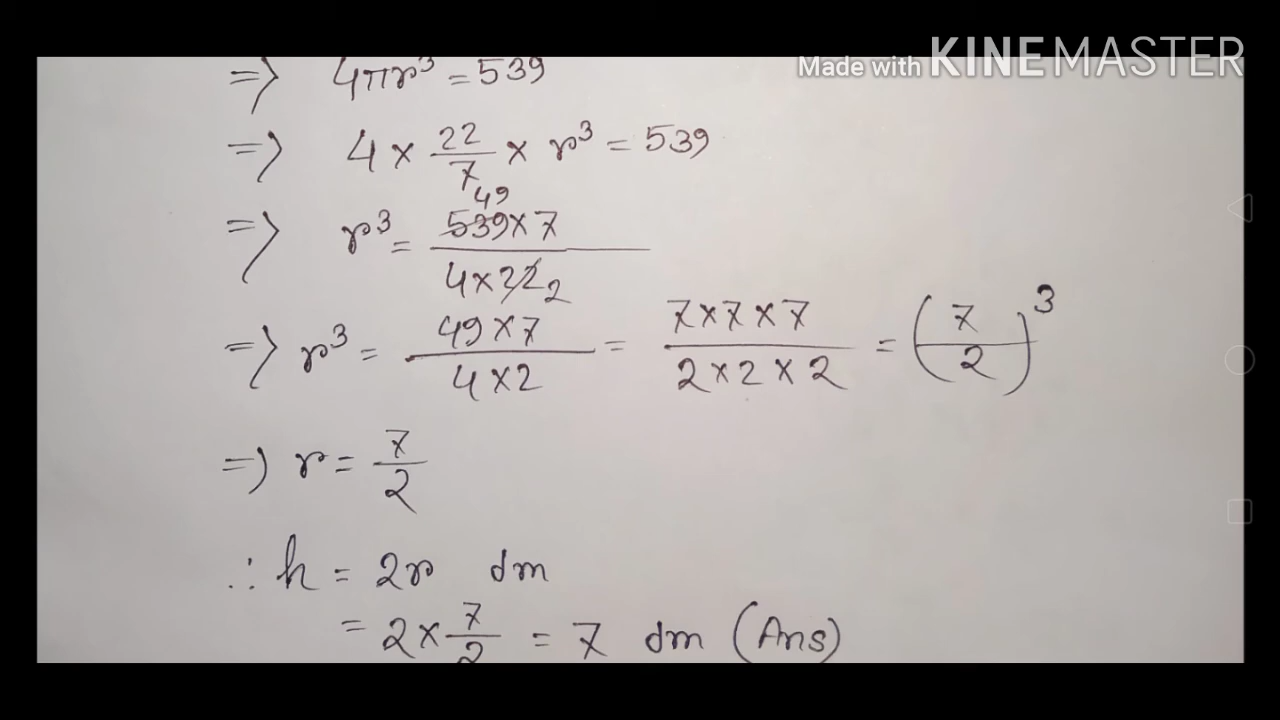 Made with KINEMASTER
=> 4πr³ = 539
=> 4 × 22/7 × r³ = 539
49
=> r³ = 539×7 / 4×22 2
=> r³ = 49×7 / 4×2 = 7×7×7 / 2×2×2 = (7/2)³
=> r = 7/2
∴ h = 2r dm
= 2×7/2 = 7 dm (Ans)